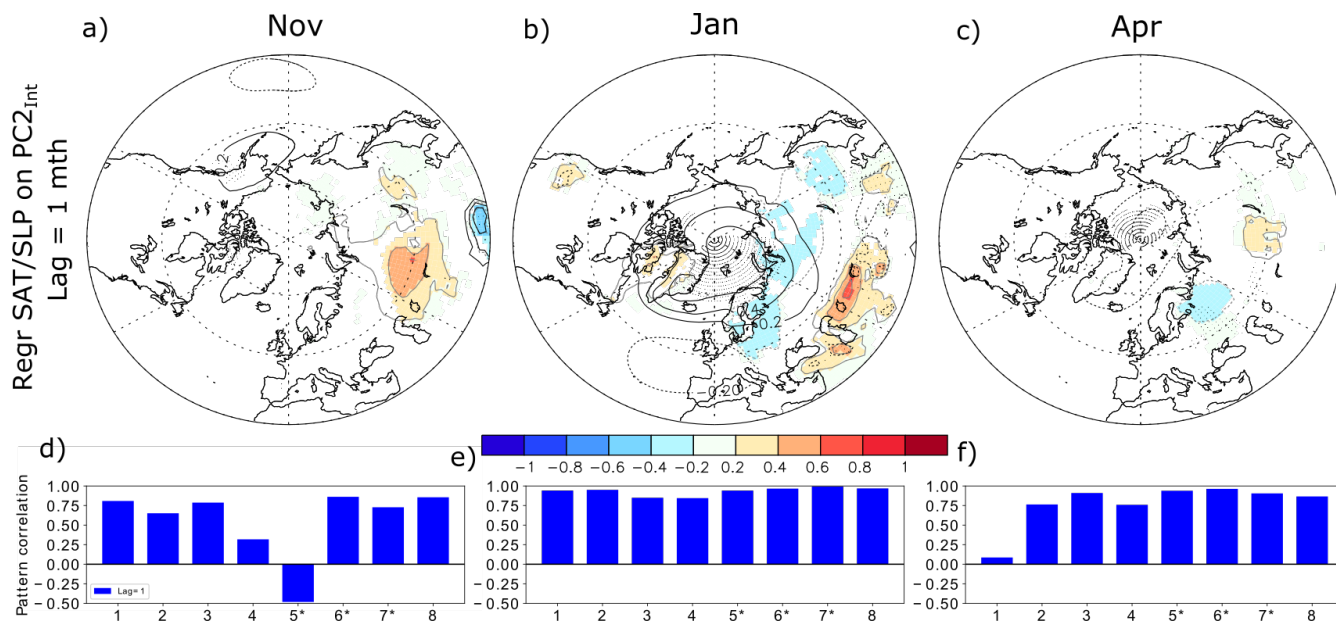 Nov
Jan
Apr
a)
b)
c)
Regr SAT/SLP on PC2Int
Lag = 1 mth
-0.2
-0.20
d)
e)
f)
-1 -0.8 -0.6 -0.4 -0.2 0.2 0.4 0.6 0.8 1
Pattern correlation
1.00
0.75
0.50
0.25
0.00
-0.25
-0.50
Lag= 1
1 2 3 4 5* 6* 7* 8
1.00
0.75
0.50
0.25
0.00
-0.25
-0.50
1 2 3 4 5* 6* 7* 8
1.00
0.75
0.50
0.25
0.00
-0.25
-0.50
1 2 3 4 5* 6* 7* 8